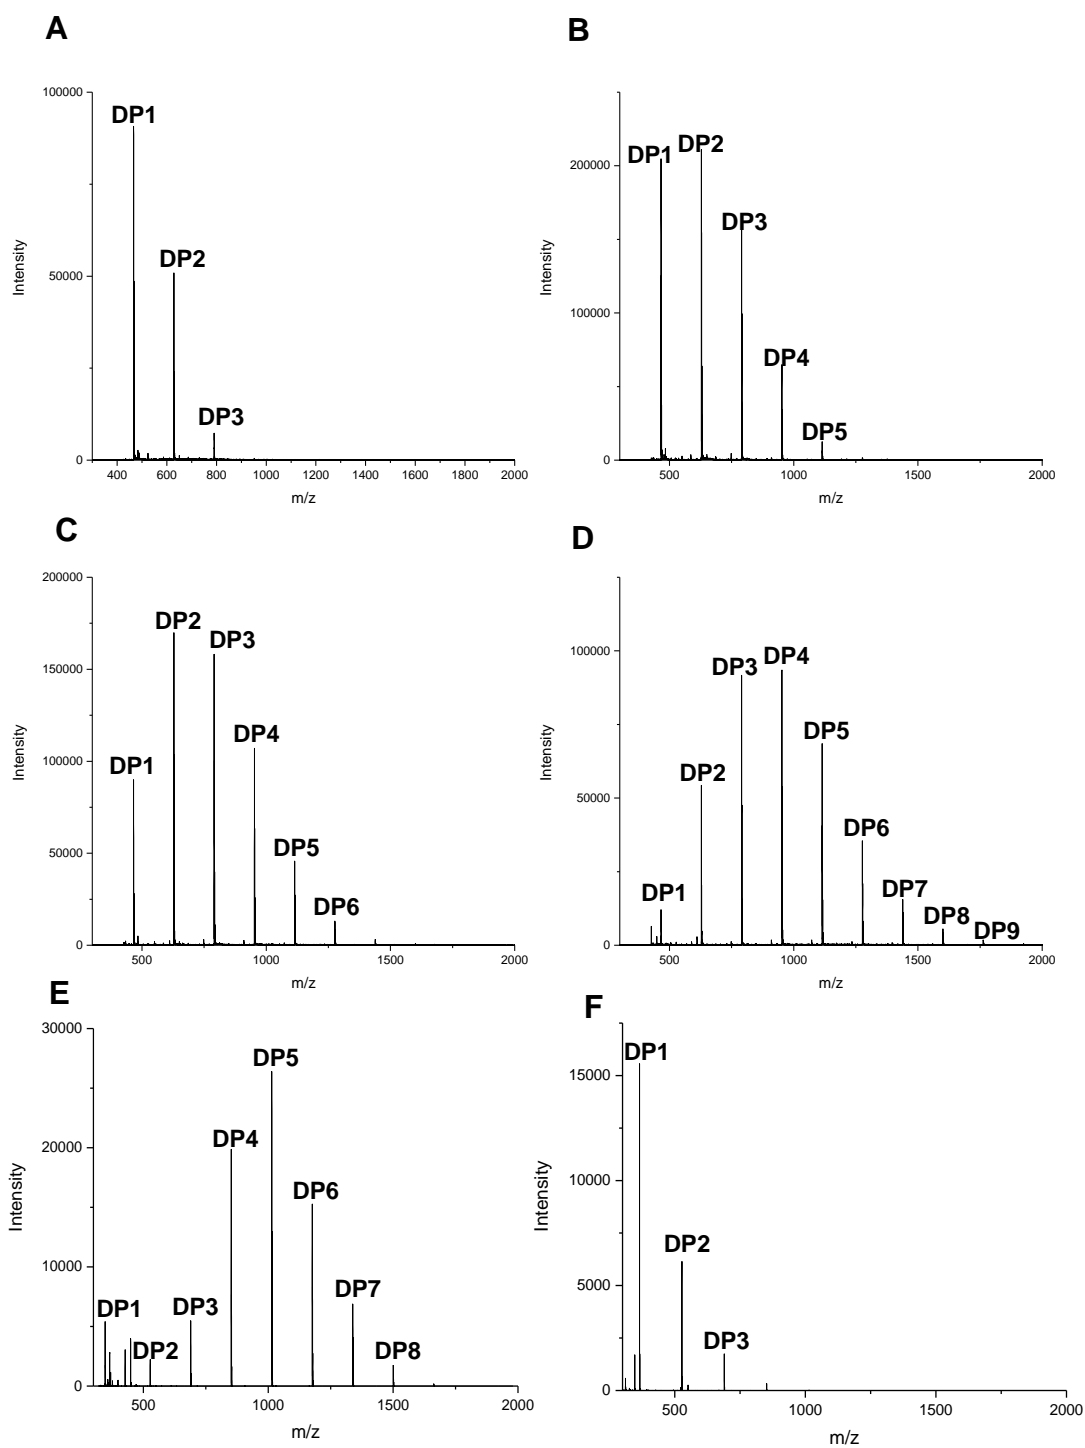 A
100000
50000
0
Intensity
DP1
DP2
DP3
400 600 800 1000 1200 1400 1600 1800 2000
m/z
B
200000
100000
0
Intensity
DP1
DP2
DP3
DP4
DP5
500 1000 1500 2000
m/z
C
200000
150000
100000
50000
0
Intensity
DP1
DP2
DP3
DP4
DP5
DP6
500 1000 1500 2000
m/z
D
100000
50000
0
Intensity
DP1
DP2
DP3
DP4
DP5
DP6
DP7
DP8
DP9
500 1000 1500 2000
m/z
E
30000
20000
10000
0
Intensity
DP1
DP2
DP3
DP4
DP5
DP6
DP7
DP8
500 1000 1500 2000
m/z
F
15000
10000
5000
0
Intensity
DP1
DP2
DP3
500 1000 1500 2000
m/z